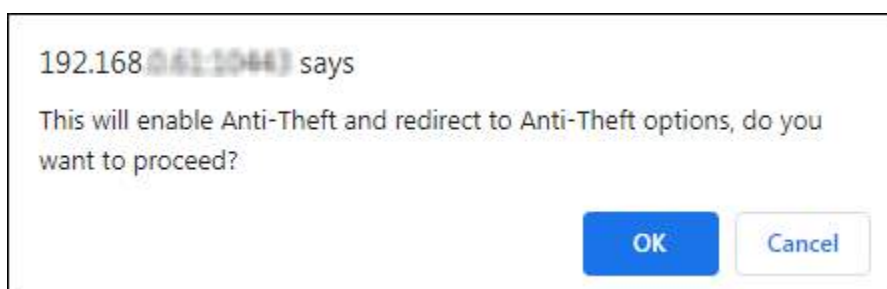 192.168 says
This will enable Anti-Theft and redirect to Anti-Theft options, do you
want to proceed?
OK
Cancel